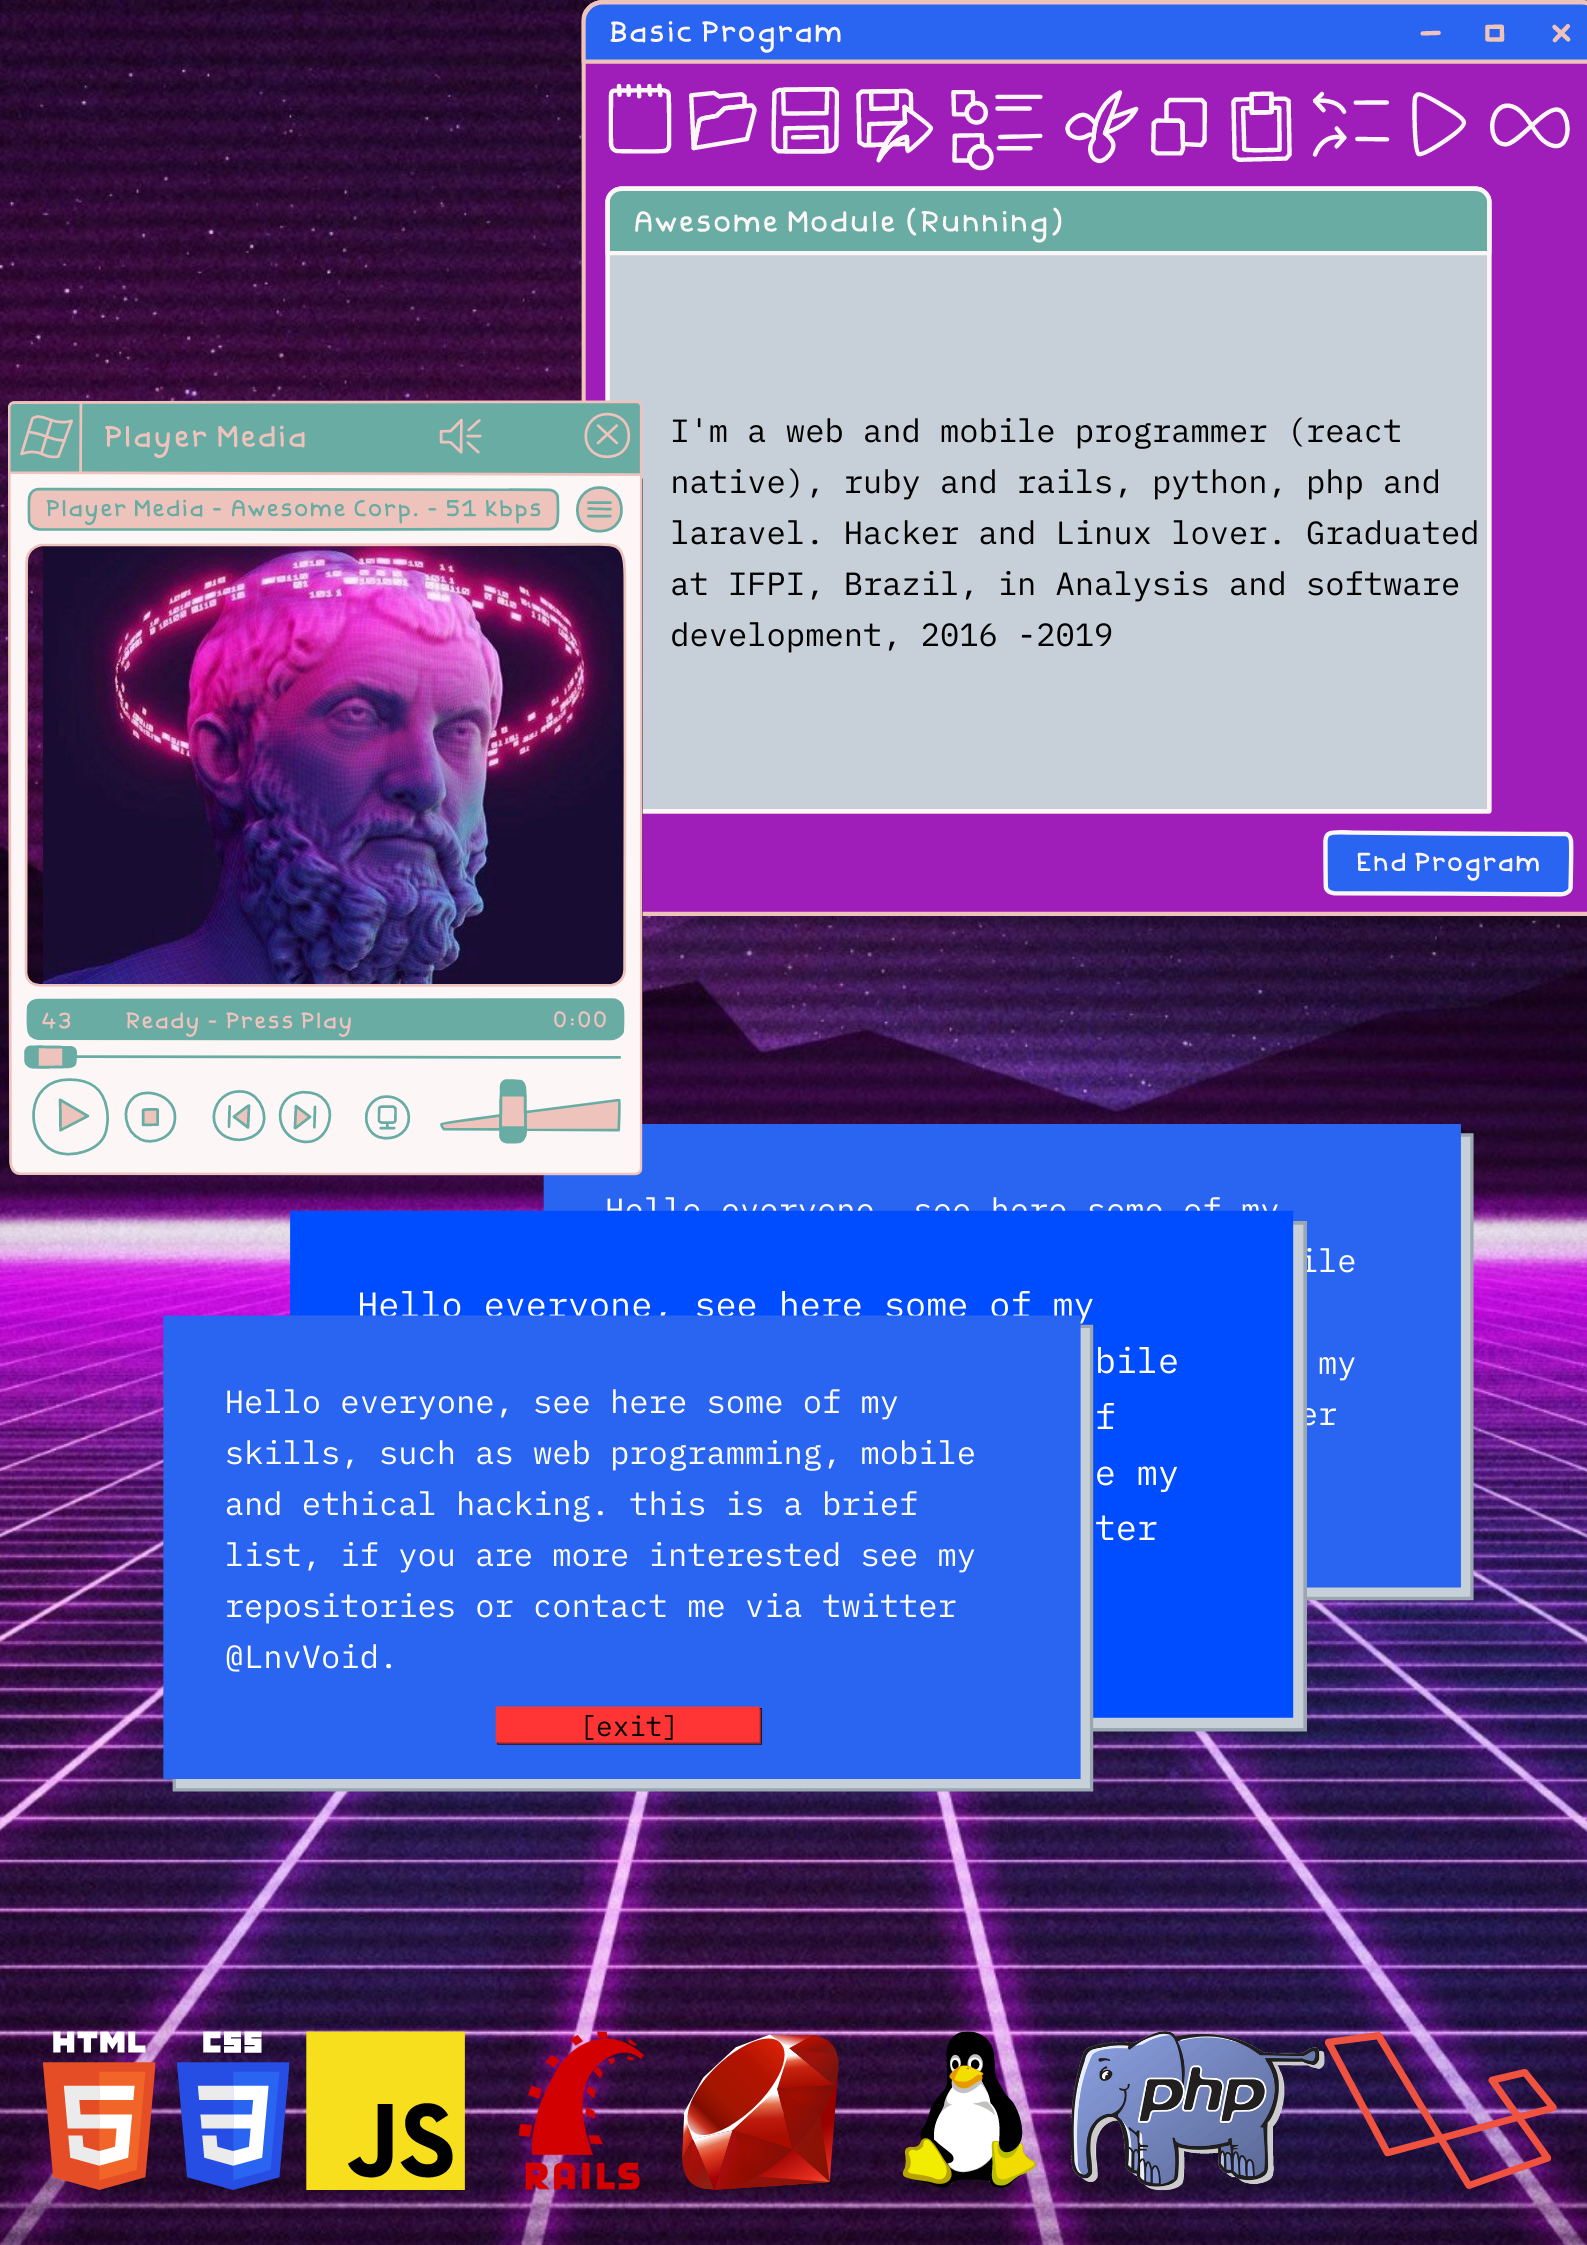 Basic Program
Awesome Module (Running)
I'm a web and mobile programmer (react
native), ruby and rails, python, php and
laravel. Hacker and Linux lover. Graduated
at IFPI, Brazil, in Analysis and software
development, 2016 -2019
End Program
Player Media
Player Media - Awesome Corp. - 51 Kbps
43 Ready - Press Play 0:00
Hello everyone, see here some of my
ile
my
er
Hello everyone, see here some of my
bile
f
e my
ter
Hello everyone, see here some of my
skills, such as web programming, mobile
and ethical hacking. this is a brief
list, if you are more interested see my
repositories or contact me via twitter
@LnvVoid.
[exit]
HTML CSS
5 3 JS RAILS php